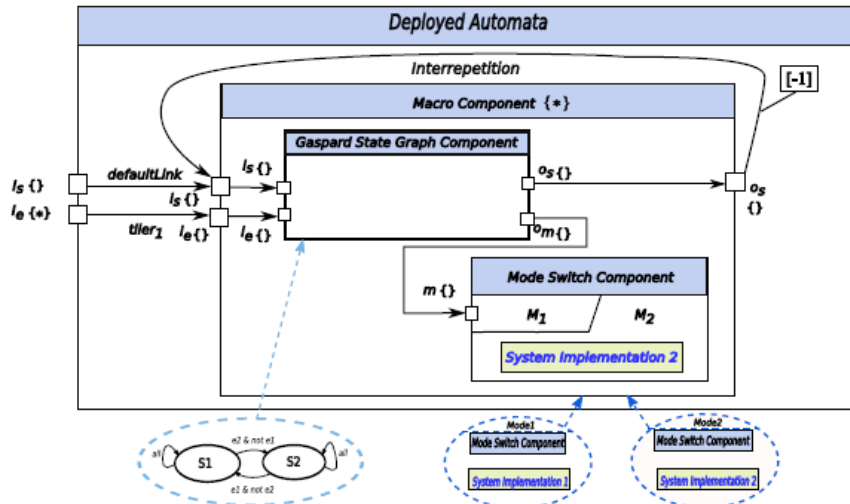 Deployed Automata
Interrepetition
[-1]
Macro Component {*}
Gaspard State Graph Component
Is {}
defaultLink
Is {}
Is {}
os {}
os
{}
Ie {*}
tiler1
Ie {}
Ie {}
om {}
m {}
Mode Switch Component
M1
M2
System Implementation 2
all
S1
e2 & not e1
S2
all
e1 & not e2
Mode1
Mode Switch Component
System Implementation 1
Mode2
Mode Switch Component
System Implementation 2